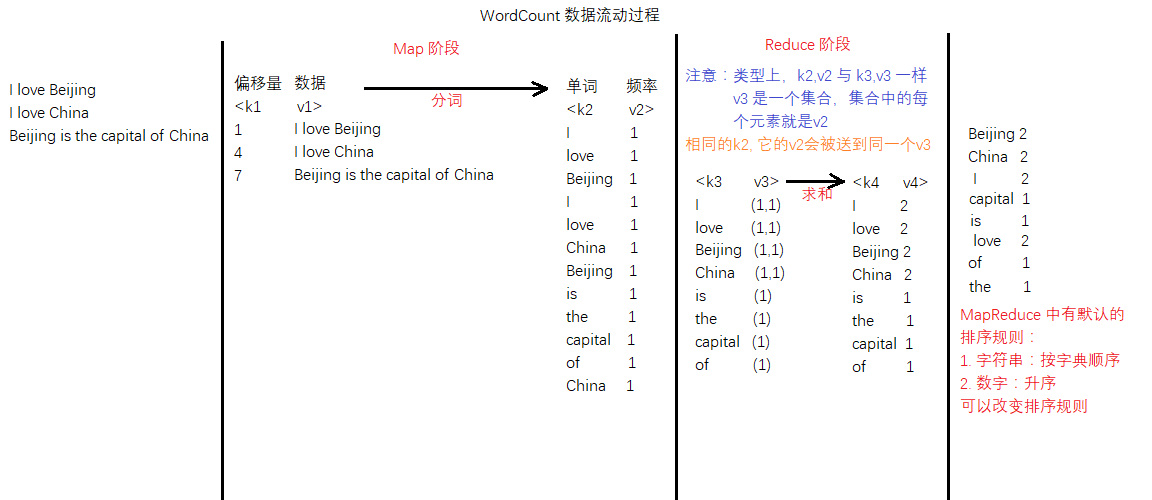 WordCount 数据流动过程
I love Beijing
I love China
Beijing is the capital of China
Map 阶段
偏移量 数据
<k1 v1>
1 I love Beijing
4 I love China
7 Beijing is the capital of China
分词
单词 频率
<k2 v2>
I 1
love 1
Beijing 1
I 1
love 1
China 1
Beijing 1
is 1
the 1
capital 1
of 1
China 1
Reduce 阶段
注意：类型上，k2,v2 与 k3,v3 一样
v3 是一个集合，集合中的每
个元素就是v2
相同的k2, 它的v2会被送到同一个v3
<k3 v3>
I (1,1)
love (1,1)
Beijing (1,1)
China (1,1)
is (1)
the (1)
capital (1)
of (1)
求和
<k4 v4>
I 2
love 2
Beijing 2
China 2
is 1
the 1
capital 1
of 1
Beijing 2
China 2
I 2
capital 1
is 1
love 2
of 1
the 1
MapReduce 中有默认的
排序规则：
1. 字符串：按字典顺序
2. 数字：升序
可以改变排序规则